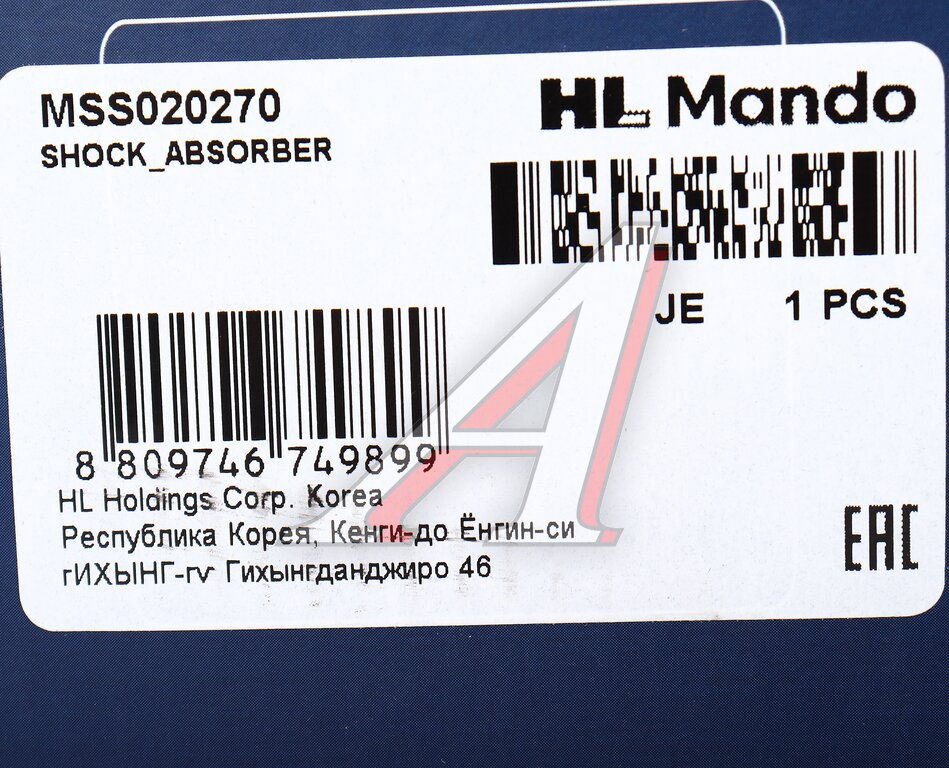 MSS020270
SHOCK_ABSORBER
HL Mando
JE 1 PCS
8 809746 749899
HL Holdings Corp. Korea
Республика Корея, Кенги-до Ёнгин-си
гИХЫНГ-гv Гихынгданджиро 46
EAC